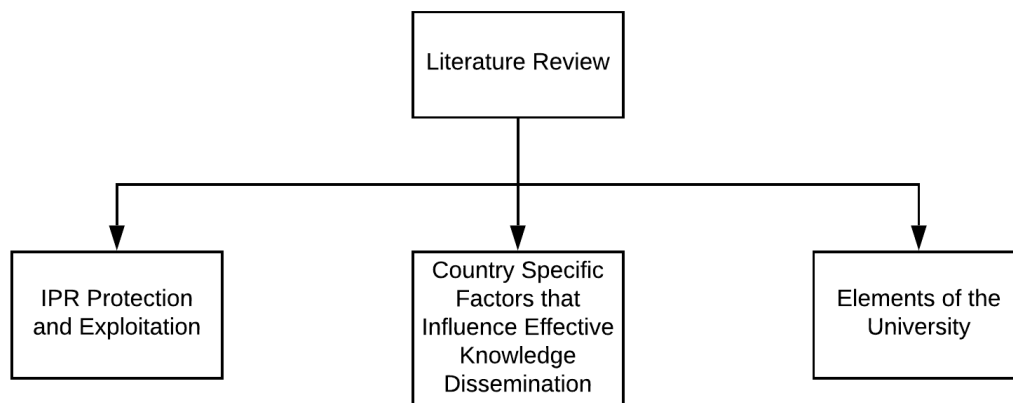 Literature Review
IPR Protection
and Exploitation
Country Specific
Factors that
Influence Effective
Knowledge
Dissemination
Elements of the
University